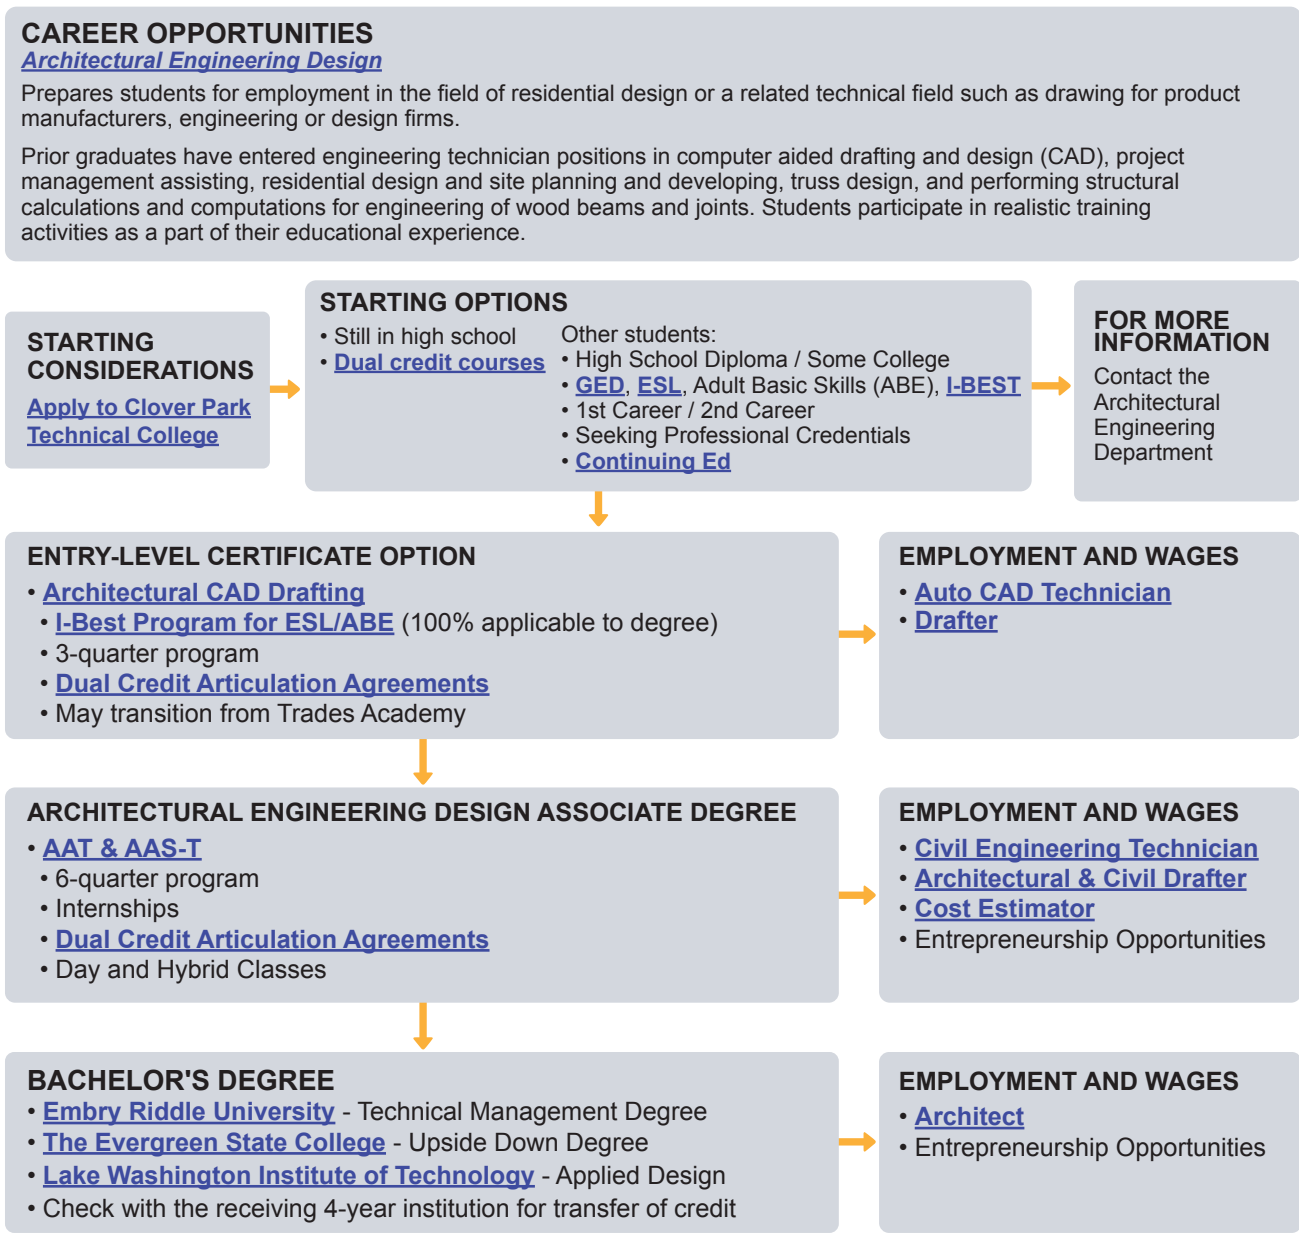 CAREER OPPORTUNITIES
Architectural Engineering Design
Prepares students for employment in the field of residential design or a related technical field such as drawing for product
manufacturers, engineering or design firms.
Prior graduates have entered engineering technician positions in computer aided drafting and design (CAD), project
management assisting, residential design and site planning and developing, truss design, and performing structural
calculations and computations for engineering of wood beams and joints. Students participate in realistic training
activities as a part of their educational experience.
STARTING
CONSIDERATIONS
Apply to Clover Park
Technical College
STARTING OPTIONS
• Still in high school
• Dual credit courses
Other students:
• High School Diploma / Some College
• GED, ESL, Adult Basic Skills (ABE), I-BEST
• 1st Career / 2nd Career
• Seeking Professional Credentials
• Continuing Ed
FOR MORE
INFORMATION
Contact the
Architectural
Engineering
Department
ENTRY-LEVEL CERTIFICATE OPTION
• Architectural CAD Drafting
• I-Best Program for ESL/ABE (100% applicable to degree)
• 3-quarter program
• Dual Credit Articulation Agreements
• May transition from Trades Academy
EMPLOYMENT AND WAGES
• Auto CAD Technician
• Drafter
ARCHITECTURAL ENGINEERING DESIGN ASSOCIATE DEGREE
• AAT & AAS-T
• 6-quarter program
• Internships
• Dual Credit Articulation Agreements
• Day and Hybrid Classes
EMPLOYMENT AND WAGES
• Civil Engineering Technician
• Architectural & Civil Drafter
• Cost Estimator
• Entrepreneurship Opportunities
BACHELOR'S DEGREE
• Embry Riddle University - Technical Management Degree
• The Evergreen State College - Upside Down Degree
• Lake Washington Institute of Technology - Applied Design
• Check with the receiving 4-year institution for transfer of credit
EMPLOYMENT AND WAGES
• Architect
• Entrepreneurship Opportunities